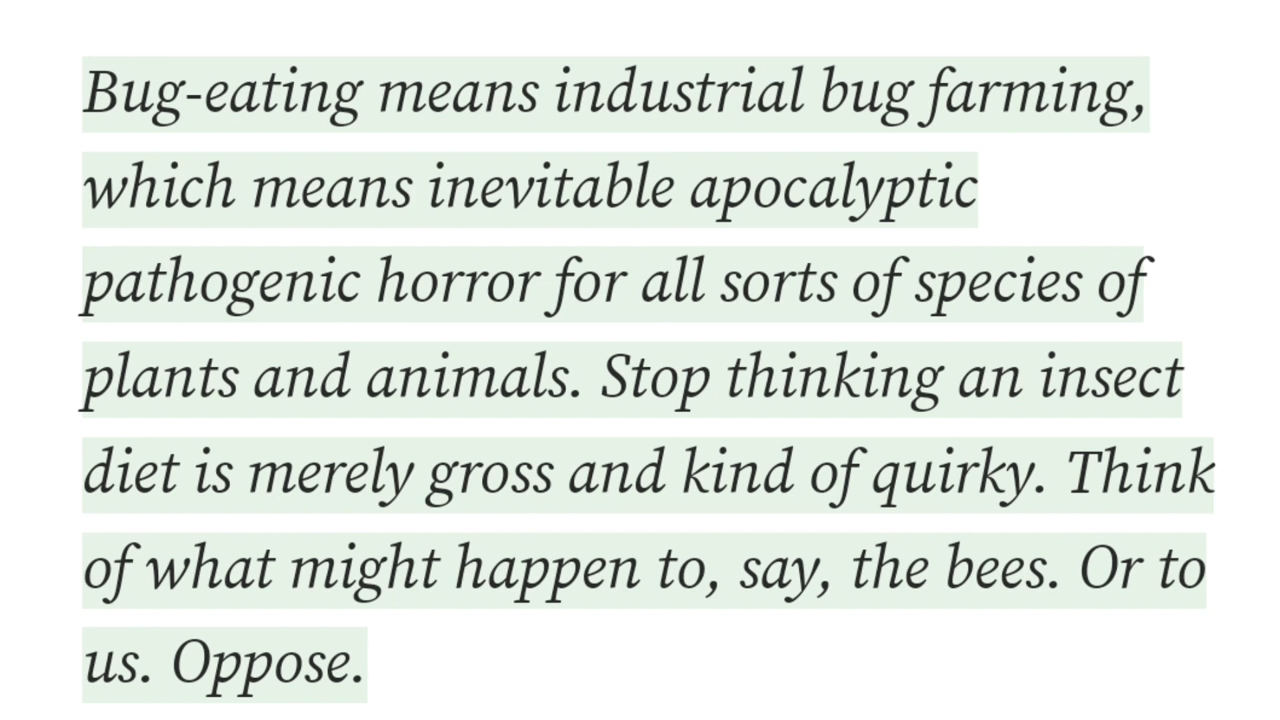 Bug-eating means industrial bug farming,
which means inevitable apocalyptic
pathogenic horror for all sorts of species of
plants and animals. Stop thinking an insect
diet is merely gross and kind of quirky. Think
of what might happen to, say, the bees. Or to
us. Oppose.